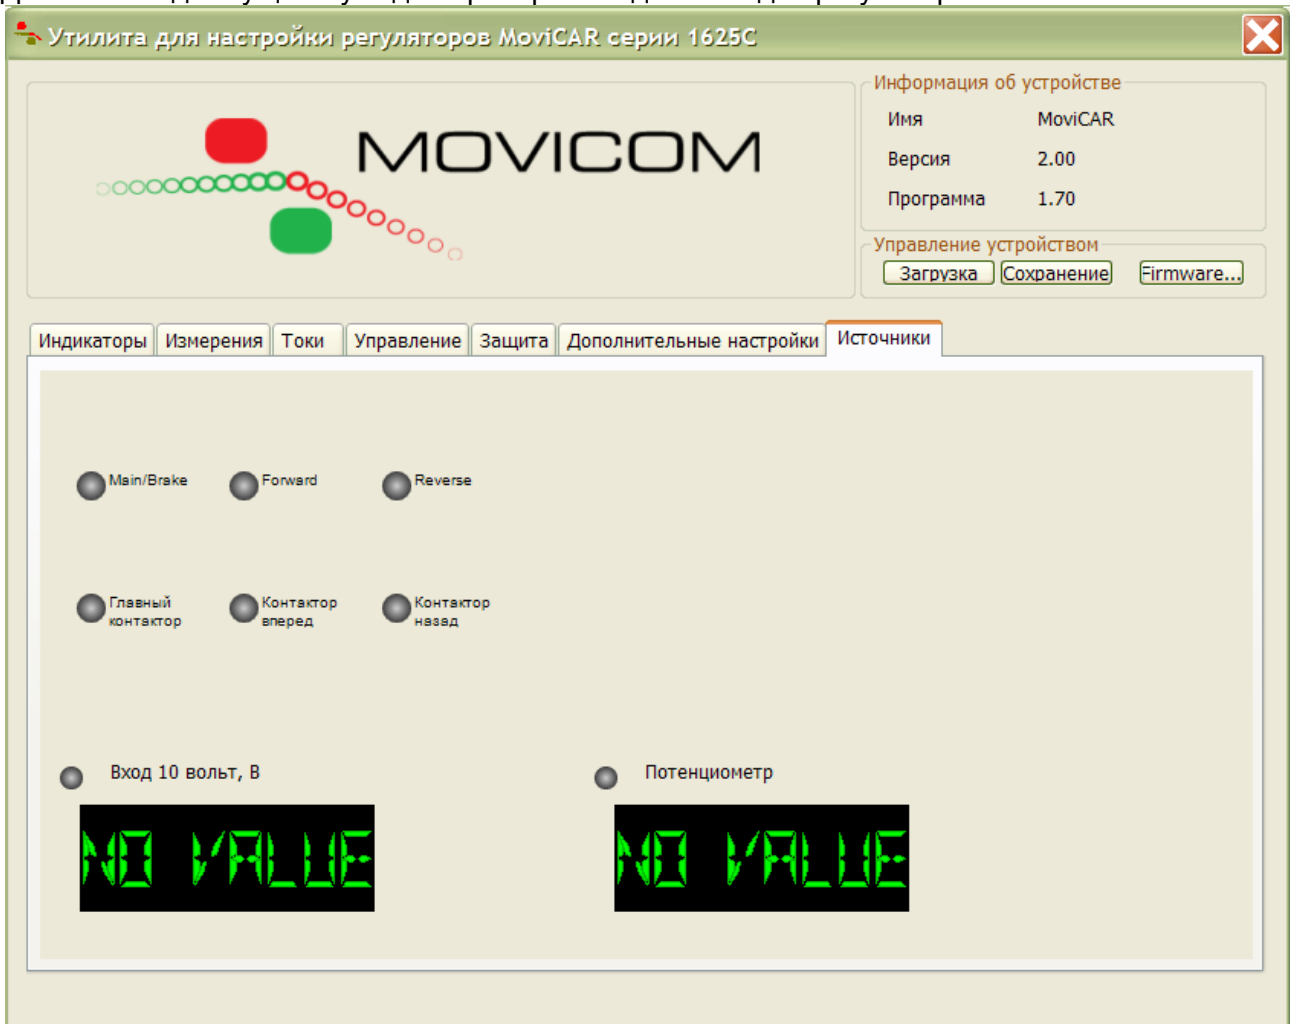 Утилита для настройки регуляторов MoviCAR серии 1625C
MOVICOM
Информация об устройстве
Имя MoviCAR
Версия 2.00
Программа 1.70
Управление устройством
Загрузка Сохранение Firmware...
Индикаторы Измерения Токи Управление Защита Дополнительные настройки Источники
Main/Brake Forward Reverse
Главный контактор
Контактор вперед
Контактор назад
Вход 10 вольт, В
Потенциометр
NO VALUE
NO VALUE